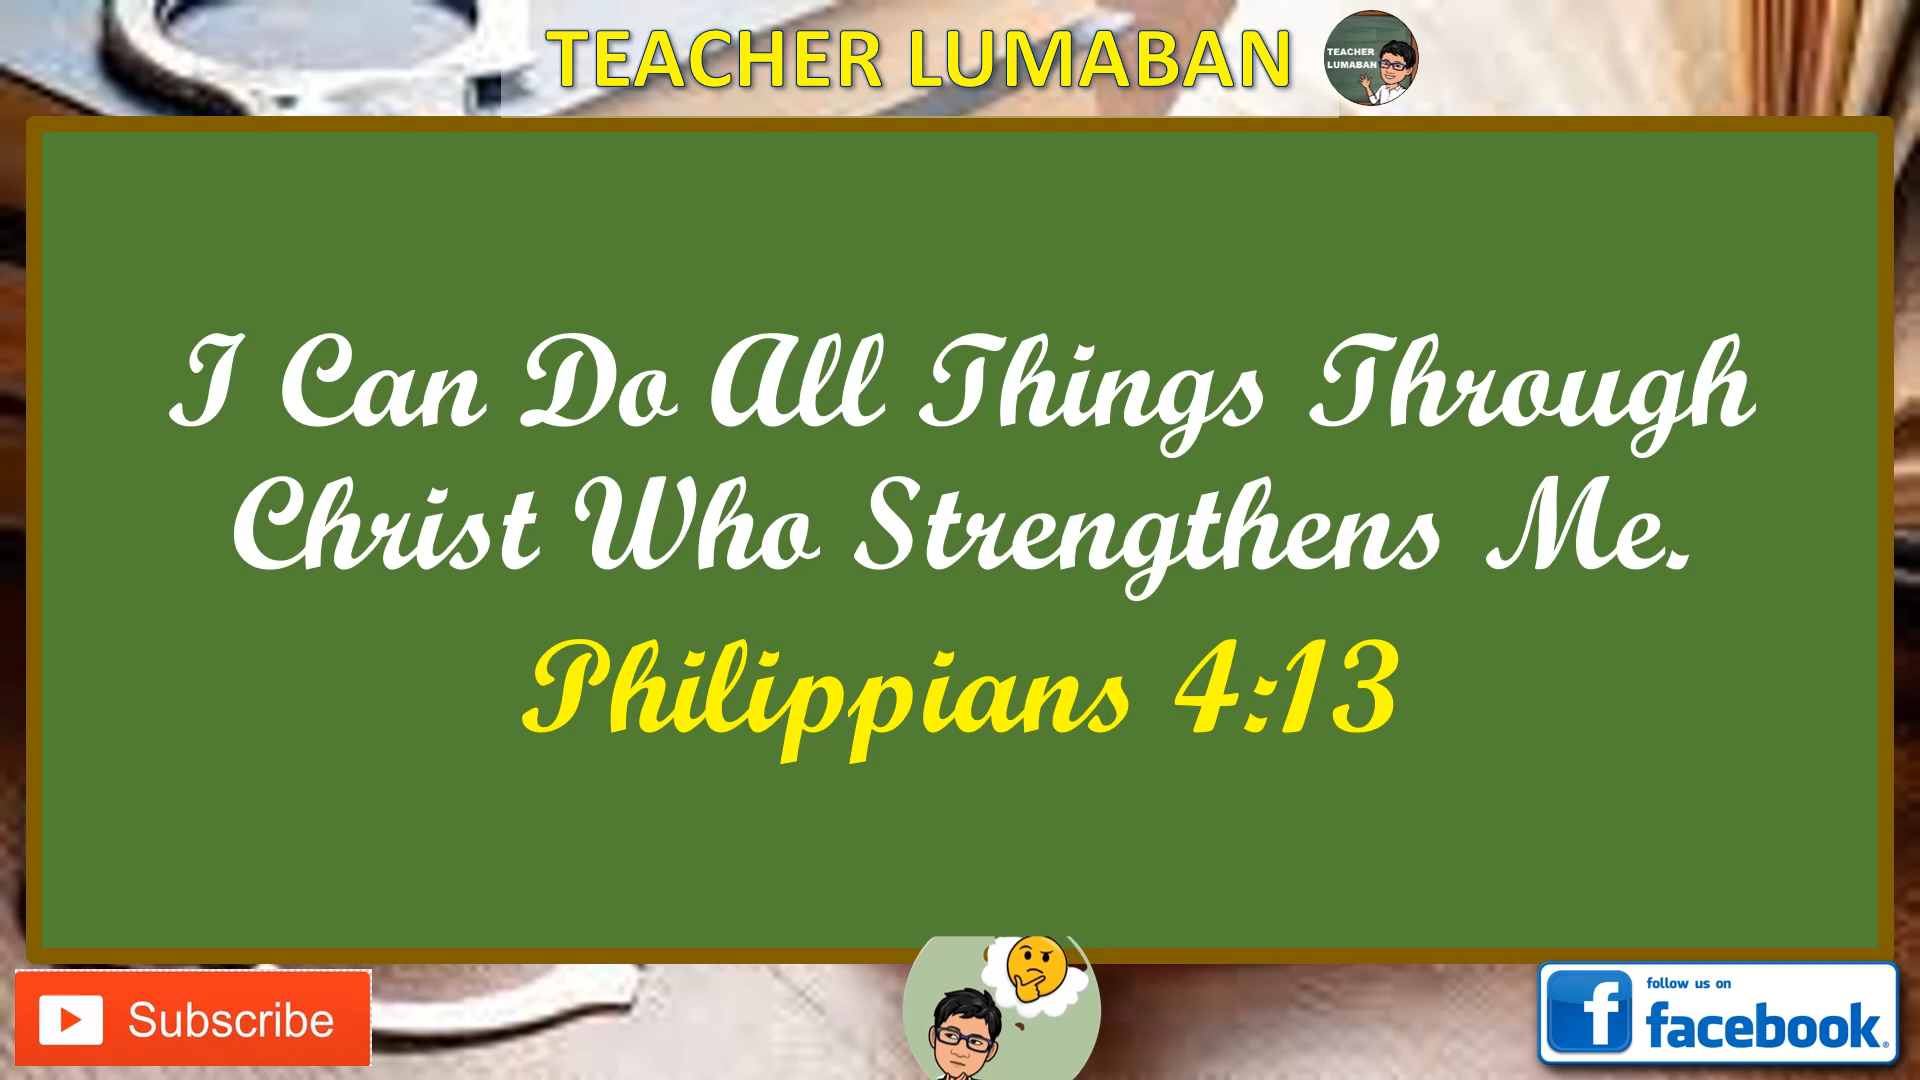 TEACHER LUMABAN
TEACHER
LUMABAN
I Can Do All Things Through
Christ Who Strengthens Me.
Philippians 4:13
Subscribe
follow us on
facebook